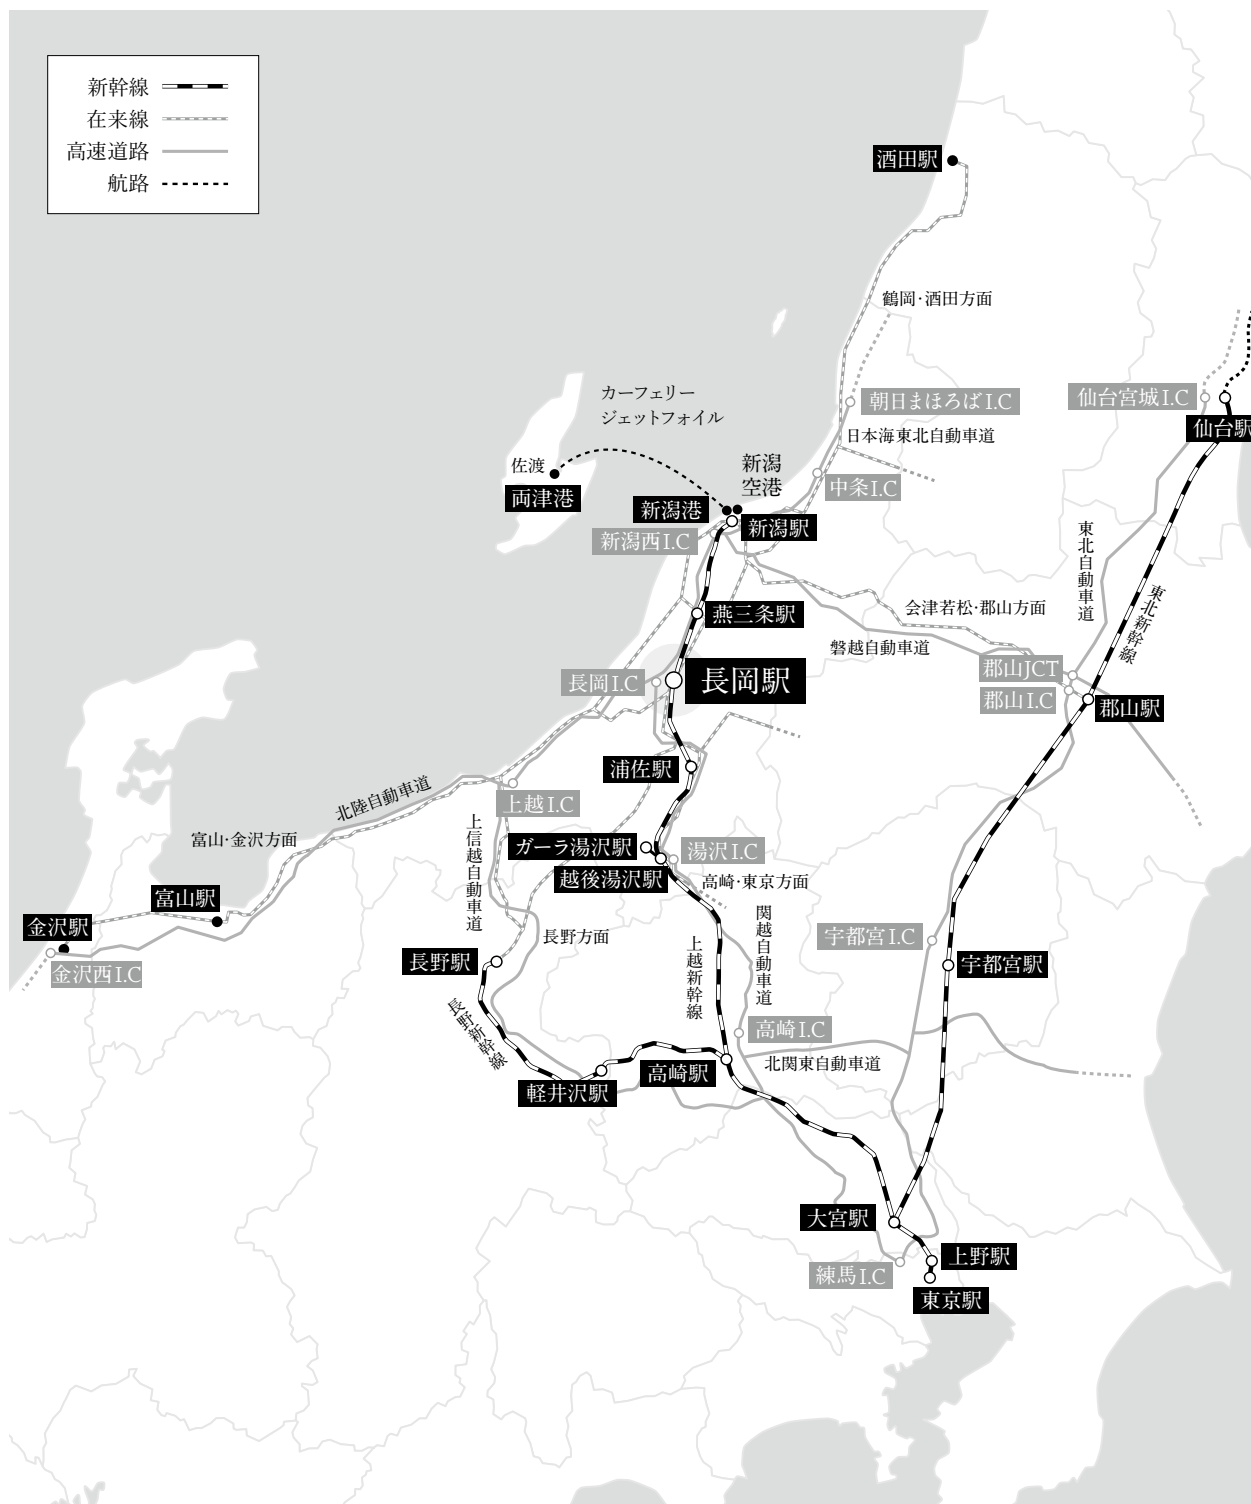 新幹線
在来線
高速道路
航路
酒田駅
鶴岡・酒田方面
カーフェリー
ジェットフォイル
朝日まほろばI.C
仙台宮城I.C
仙台駅
日本海東北自動車道
佐渡
両津港
新潟
空港
中条I.C
新潟港
新潟駅
新潟西I.C
東北自動車道
東北新幹線
会津若松・郡山方面
燕三条駅
磐越自動車道
長岡I.C
長岡駅
郡山JCT
郡山I.C
郡山駅
浦佐駅
上越I.C
北陸自動車道
富山・金沢方面
上信越自動車道
ガーラ湯沢駅
湯沢I.C
越後湯沢駅
高崎・東京方面
富山駅
金沢駅
金沢西I.C
関越自動車道
長野方面
上越新幹線
宇都宮I.C
長野駅
宇都宮駅
長野新幹線
高崎I.C
北関東自動車道
高崎駅
軽井沢駅
大宮駅
上野駅
練馬I.C
東京駅